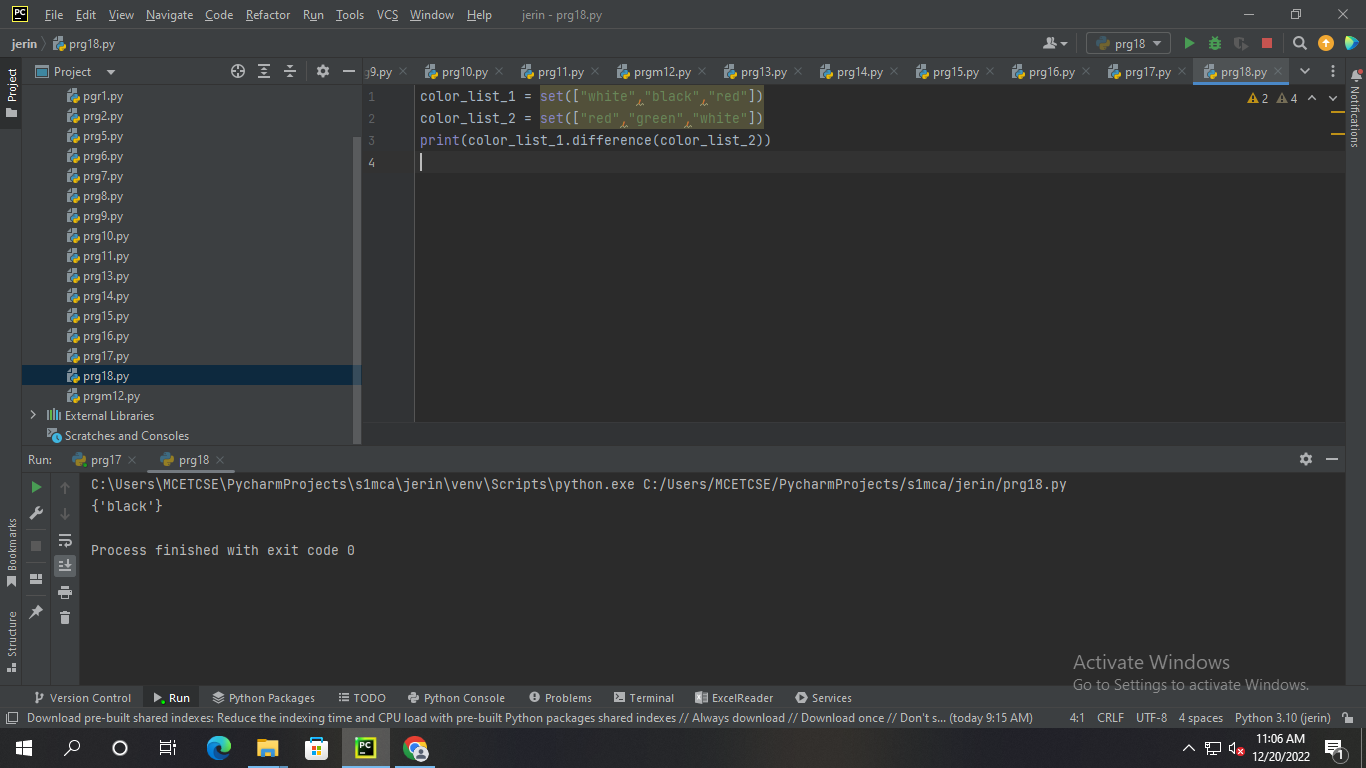 PC File Edit View Navigate Code Refactor Run Tools VCS Window Help jerin - prg18.py
jerin prg18.py prg18
Project Project g9.py prg10.py prg11.py prgm12.py prg13.py prg14.py prg15.py prg16.py prg17.py prg18.py
Notifications
pgr1.py
prg2.py
prg5.py
prg6.py
prg7.py
prg8.py
prg9.py
prg10.py
prg11.py
prg13.py
prg14.py
prg15.py
prg16.py
prg17.py
prg18.py
prgm12.py
External Libraries
Scratches and Consoles
1 color_list_1 = set(["white","black","red"]) 2 4
2 color_list_2 = set(["red","green","white"])
3 print(color_list_1.difference(color_list_2))
4
Run: prg17 prg18
C:\Users\MCETCSE\PycharmProjects\s1mca\jerin\venv\Scripts\python.exe C:/Users/MCETCSE/PycharmProjects/s1mca/jerin/prg18.py
{'black'}
Process finished with exit code 0
Bookmarks
Structure
Activate Windows
Go to Settings to activate Windows.
Version Control Run Python Packages TODO Python Console Problems Terminal ExcelReader Services
Download pre-built shared indexes: Reduce the indexing time and CPU load with pre-built Python packages shared indexes // Always download // Download once // Don't s... (today 9:15 AM) 4:1 CRLF UTF-8 4 spaces Python 3.10 (jerin)
PC 11:06 AM
12/20/2022 1